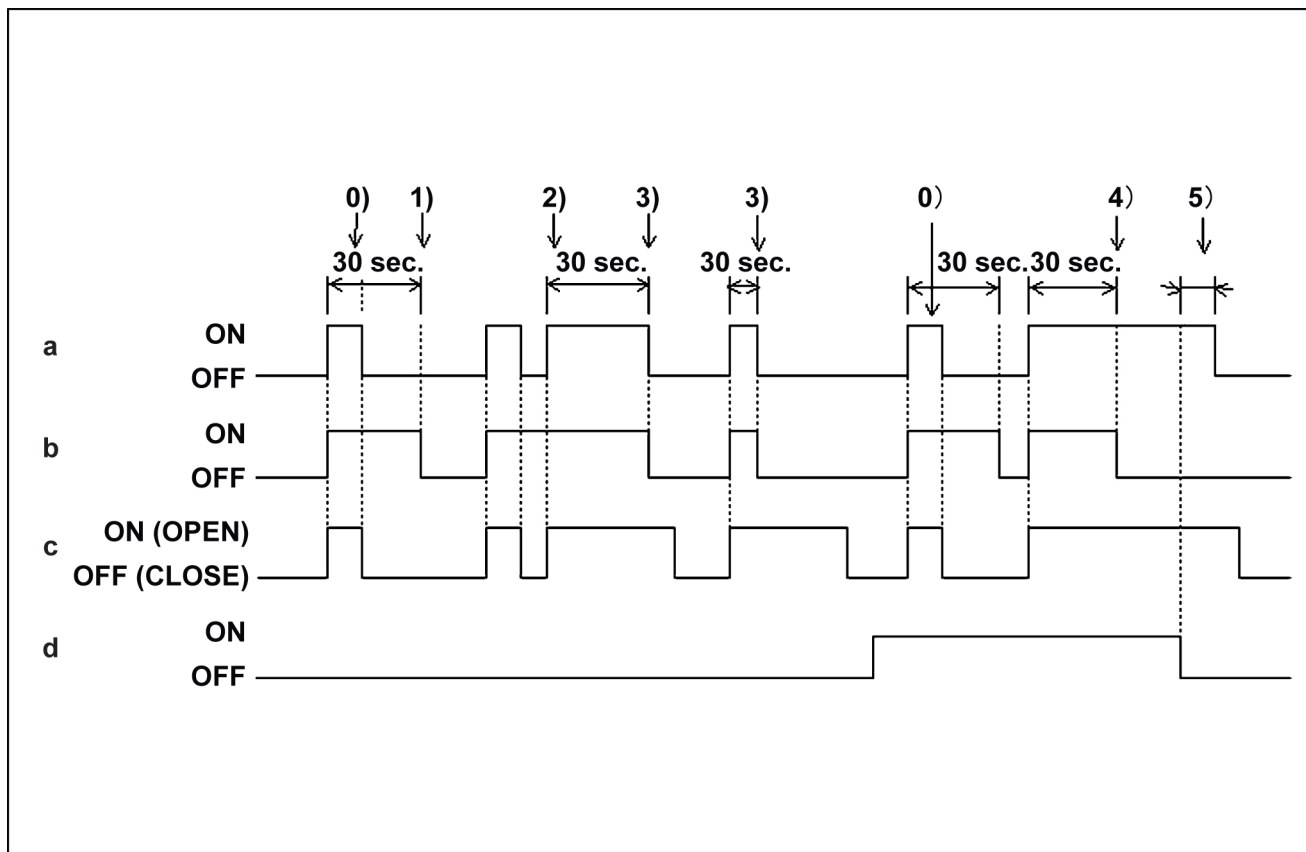 0) 1) 2) 3) 3) 0） 4） 5）
30 sec. 30 sec. 30 sec. 30 sec. 30 sec.
a ON
OFF
b ON
OFF
c ON (OPEN)
OFF (CLOSE)
d ON
OFF